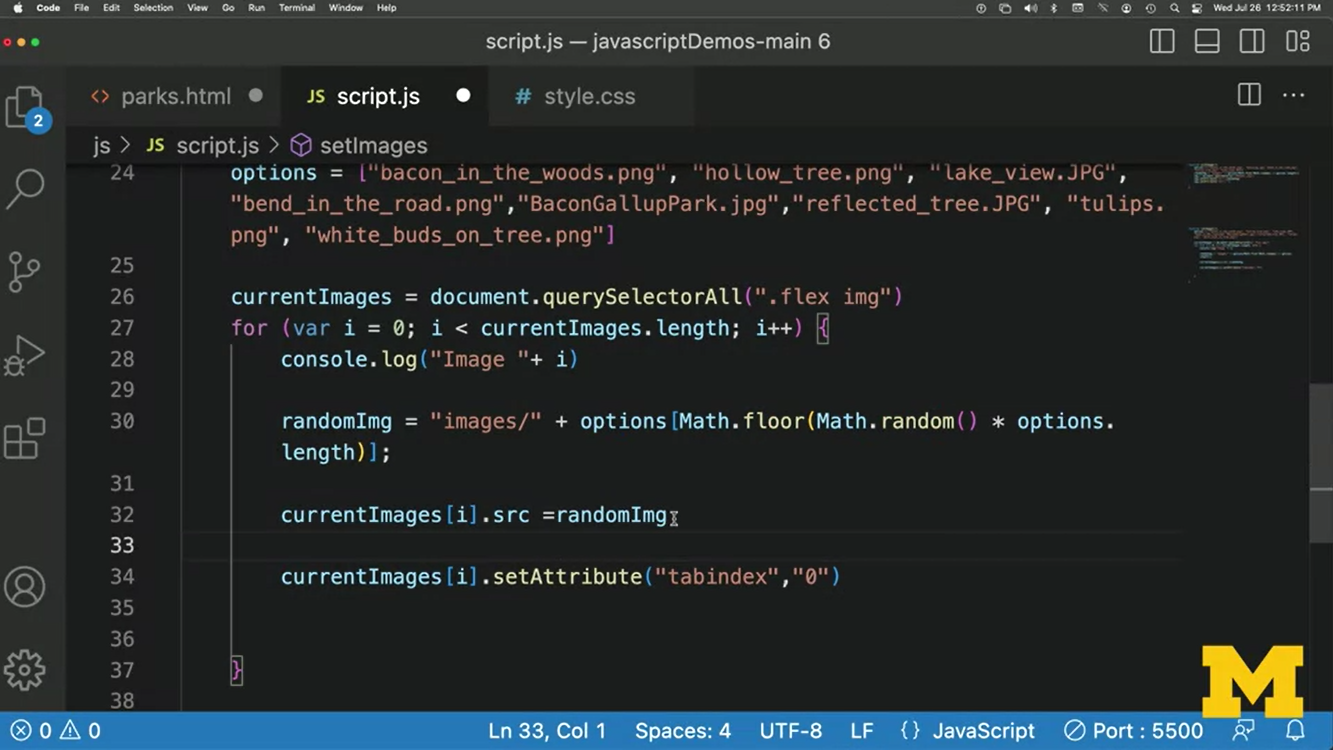 Code File Edit Selection View Go Run Terminal Window Help Wed Jul 26 12:52:11 PM
script.js — javascriptDemos-main 6
<> parks.html JS script.js # style.css
js > JS script.js > setImages
24 options = ["bacon_in_the_woods.png", "hollow_tree.png", "lake_view.JPG",
"bend_in_the_road.png","BaconGallupPark.jpg","reflected_tree.JPG", "tulips.
png", "white_buds_on_tree.png"]
25
26 currentImages = document.querySelectorAll(".flex img")
27 for (var i = 0; i < currentImages.length; i++) {
28 console.log("Image "+ i)
29
30 randomImg = "images/" + options[Math.floor(Math.random() * options.
length)];
31
32 currentImages[i].src =randomImg
33
34 currentImages[i].setAttribute("tabindex","0")
35
36
37 }
38
2
M
0 0 Ln 33, Col 1 Spaces: 4 UTF-8 LF {} JavaScript Port : 5500